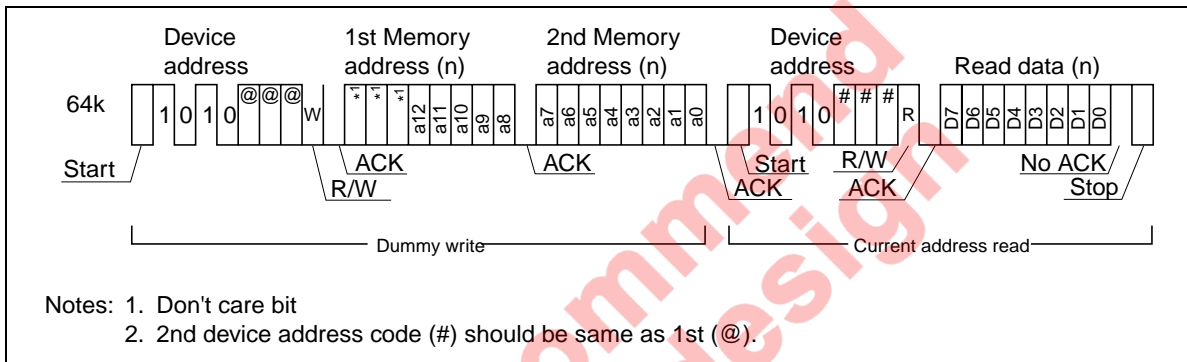 Device address
1st Memory address (n)
2nd Memory address (n)
Device address
Read data (n)
64k
1 0 1 0 @ @ @ W
*1 *1 *1 a12 a11 a10 a9 a8
a7 a6 a5 a4 a3 a2 a1 a0
1 0 1 0 # # # R
D7 D6 D5 D4 D3 D2 D1 D0
Start
R/W
ACK
ACK
ACK
Start
R/W
ACK
No ACK
Stop
Dummy write
Current address read
Notes: 1. Don't care bit
2. 2nd device address code (#) should be same as 1st (@).
ommend
design